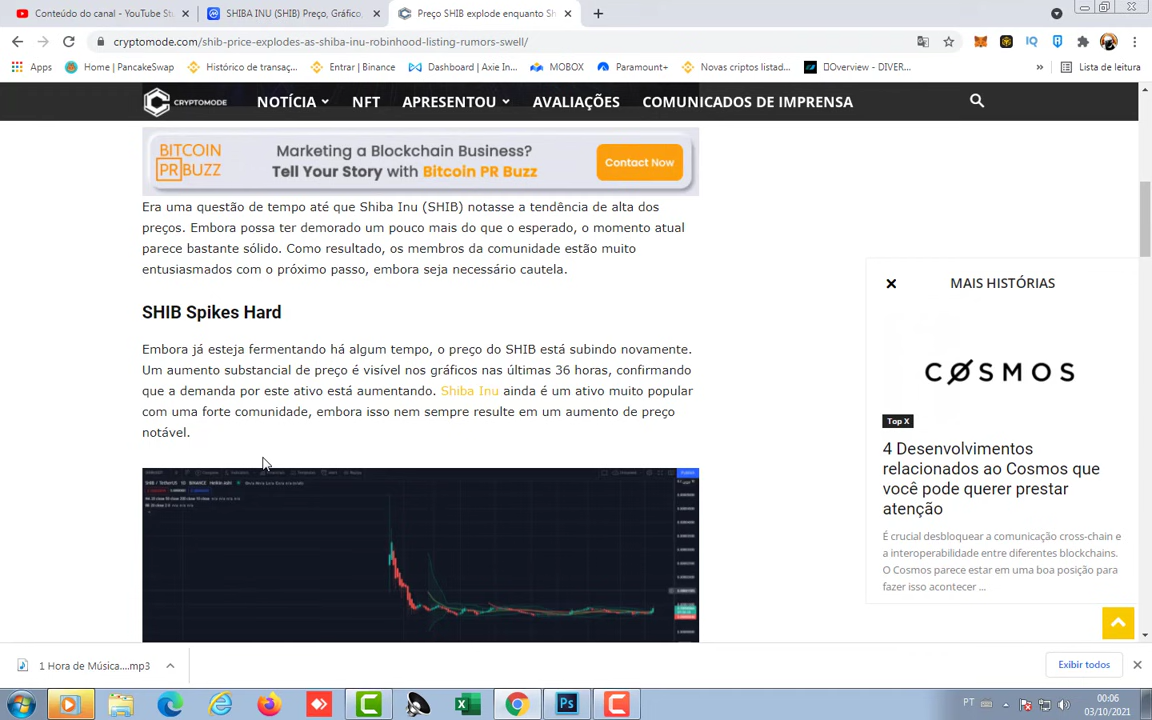 Conteúdo do canal - YouTube St
SHIBA INU (SHIB) Preço, Gráfico,
Preço SHIB explode enquanto Sh
cryptomode.com/shib-price-explodes-as-shiba-inu-robinhood-listing-rumors-swell/
IQ
Apps
Home | PancakeSwap
Histórico de transaç...
Entrar | Binance
Dashboard | Axie In...
MOBOX
Paramount+
Novas criptos listad...
Overview - DIVER...
»
Lista de leitura
CRYPTOMODE
NOTÍCIA
NFT
APRESENTOU
AVALIAÇÕES
COMUNICADOS DE IMPRENSA
BITCOIN
PR BUZZ
Marketing a Blockchain Business?
Tell Your Story with Bitcoin PR Buzz
Contact Now
Era uma questão de tempo até que Shiba Inu (SHIB) notasse a tendência de alta dos
preços. Embora possa ter demorado um pouco mais do que o esperado, o momento atual
parece bastante sólido. Como resultado, os membros da comunidade estão muito
entusiasmados com o próximo passo, embora seja necessário cautela.
SHIB Spikes Hard
Embora já esteja fermentando há algum tempo, o preço do SHIB está subindo novamente.
Um aumento substancial de preço é visível nos gráficos nas últimas 36 horas, confirmando
que a demanda por este ativo está aumentando. Shiba Inu ainda é um ativo muito popular
com uma forte comunidade, embora isso nem sempre resulte em um aumento de preço
notável.
MAIS HISTÓRIAS
COSMOS
Top X
4 Desenvolvimentos
relacionados ao Cosmos que
você pode querer prestar
atenção
É crucial desbloquear a comunicação cross-chain e
a interoperabilidade entre diferentes blockchains.
O Cosmos parece estar em uma boa posição para
fazer isso acontecer ...
1 Hora de Música....mp3
Exibir todos
PT
00:06
03/10/2021